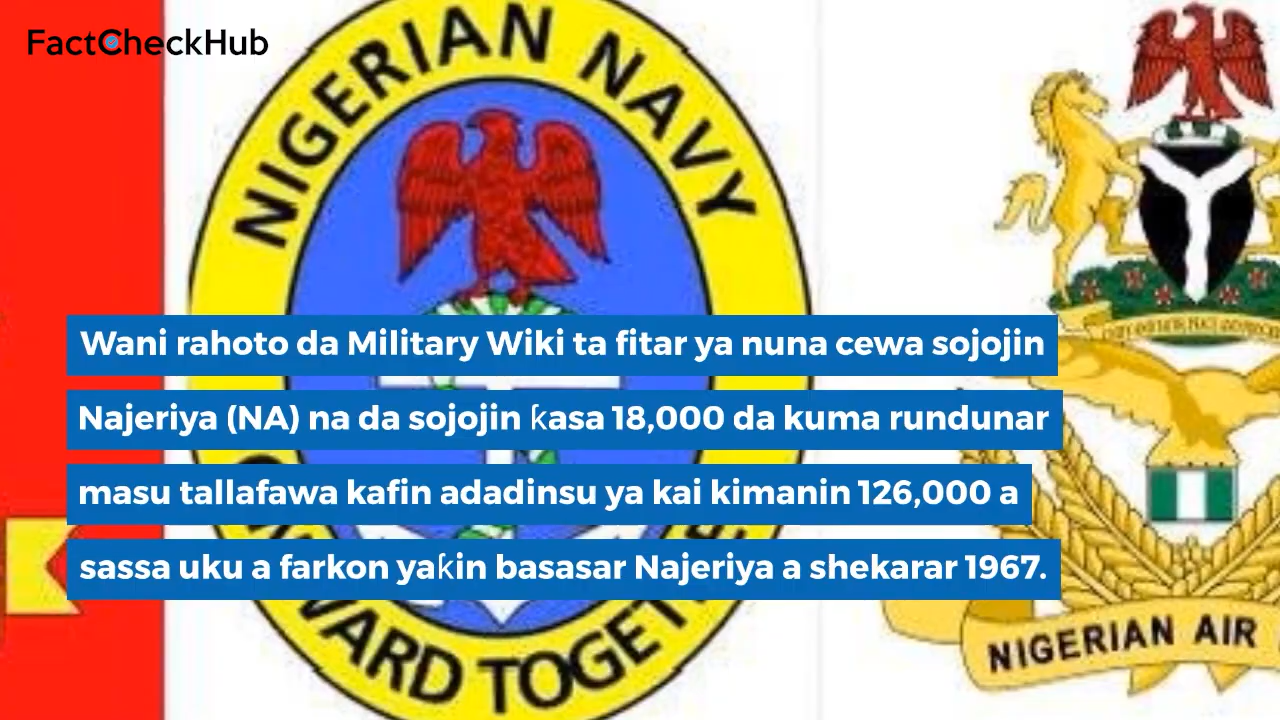 FactCheckHub
NIGERIAN NAVY
Wani rahoto da Military Wiki ta fitar ya nuna cewa sojojin
Najeriya (NA) na da sojojin ƙasa 18,000 da kuma rundunar
masu tallafawa kafin adadinsu ya kai kimanin 126,000 a
sassa uku a farkon yaƙin basasar Najeriya a shekarar 1967.
NIGERIAN AIR